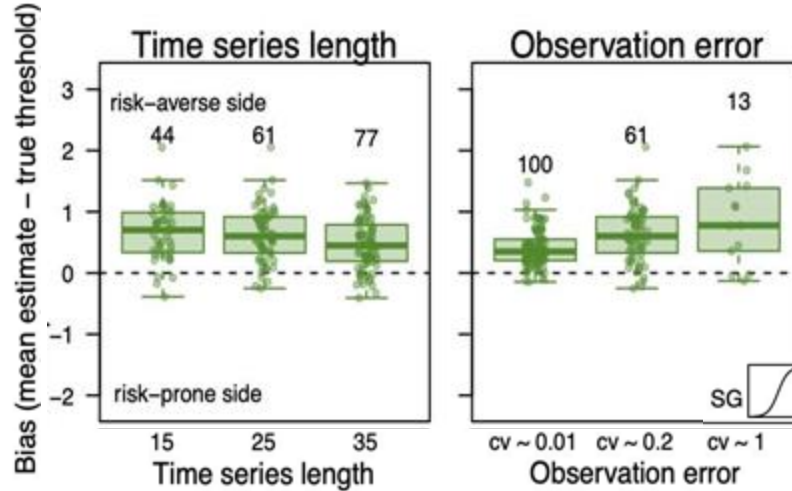 Bias (mean estimate − true threshold)
Time series length
3
2
1
0
−1
−2
risk−averse side
44
61
77
risk−prone side
15
25
35
Time series length
Observation error
100
61
13
SG
cv ~ 0.01
cv ~ 0.2
cv ~ 1
Observation error